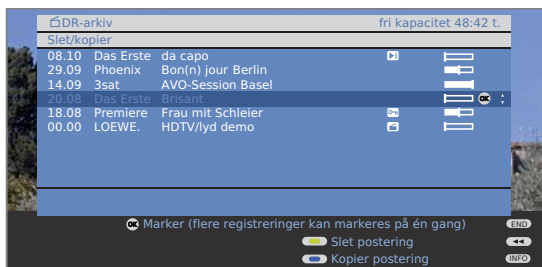 DR-arkiv fri kapacitet 48:42 t.
Slet/kopier
08.10 Das Erste da capo
29.09 Phoenix Bon(n) jour Berlin
14.09 3sat AVO-Session Basel
20.08 Das Erste Brisant OK
18.08 Premiere Frau mit Schleier
00.00 LOEWE. HDTV/lyd demo
OK Marker (flere registreringer kan markeres på én gang) END
Slet postering
Kopier postering INFO